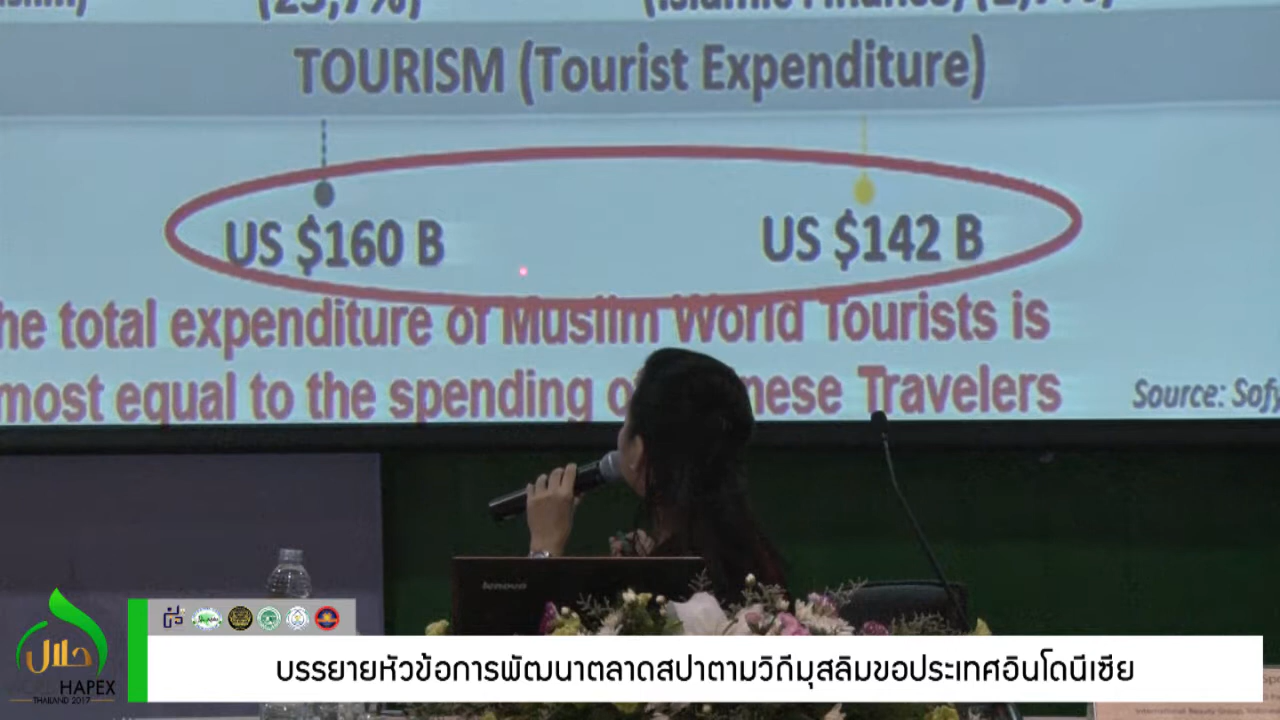 (25,7%)
TOURISM (Tourist Expenditure)
US $160 B
US $142 B
he total expenditure of Muslim World Tourists is
most equal to the spending
Travelers
Source:
lenovo
บรรยายหัวข้อการพัฒนาตลาดสปาตามวิถีมุสลิมขอประเทศอินโดนีเซีย
حلال
HAPEX
THAILAND 2017